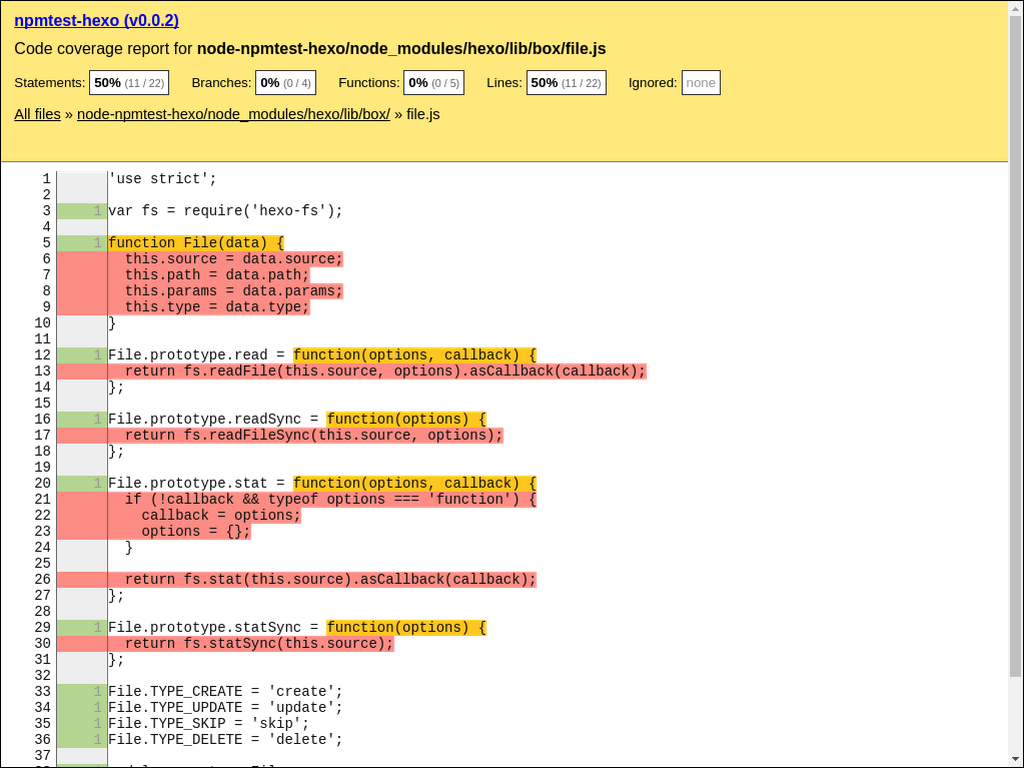 npmtest-hexo (v0.0.2)
Code coverage report for node-npmtest-hexo/node_modules/hexo/lib/box/file.js
Statements: 50% (11 / 22) Branches: 0% (0 / 4) Functions: 0% (0 / 5) Lines: 50% (11 / 22) Ignored: none
All files » node-npmtest-hexo/node_modules/hexo/lib/box/ » file.js
1 'use strict';
2
3 1 var fs = require('hexo-fs');
4
5 1 function File(data) {
6 this.source = data.source;
7 this.path = data.path;
8 this.params = data.params;
9 this.type = data.type;
10 }
11
12 1 File.prototype.read = function(options, callback) {
13 return fs.readFile(this.source, options).asCallback(callback);
14 };
15
16 1 File.prototype.readSync = function(options) {
17 return fs.readFileSync(this.source, options);
18 };
19
20 1 File.prototype.stat = function(options, callback) {
21 if (!callback && typeof options === 'function') {
22 callback = options;
23 options = {};
24 }
25
26 return fs.stat(this.source).asCallback(callback);
27 };
28
29 1 File.prototype.statSync = function(options) {
30 return fs.statSync(this.source);
31 };
32
33 1 File.TYPE_CREATE = 'create';
34 1 File.TYPE_UPDATE = 'update';
35 1 File.TYPE_SKIP = 'skip';
36 1 File.TYPE_DELETE = 'delete';
37